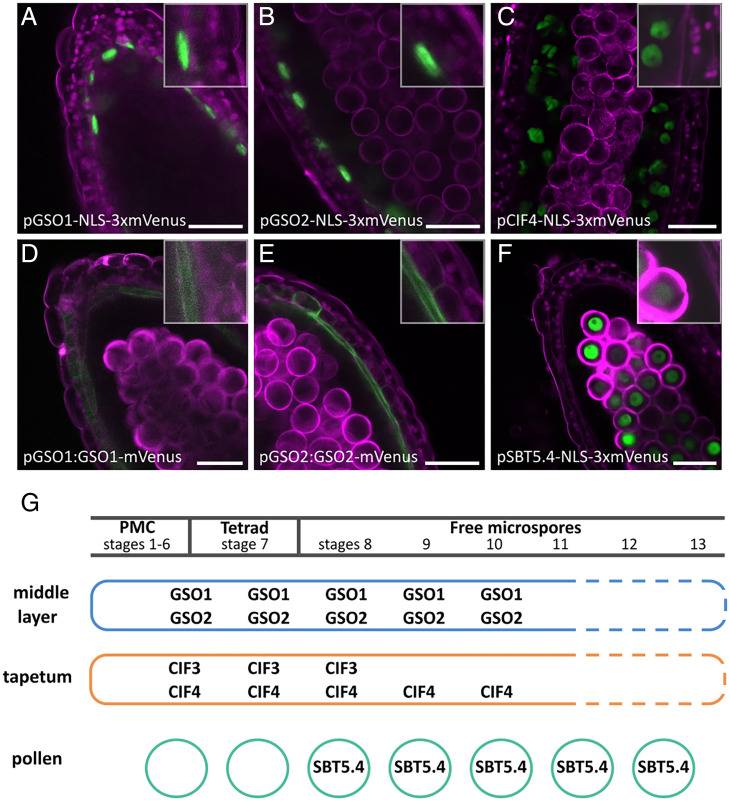 A
B
C
pGSO1-NLS-3xmVenus
pGSO2-NLS-3xmVenus
pCIF4-NLS-3xmVenus
D
E
F
pGSO1:GSO1-mVenus
pGSO2:GSO2-mVenus
pSBT5.4-NLS-3xmVenus
G
PMC Tetrad Free microspores
stages 1-6 stage 7 stages 8 9 10 11 12 13
middle
layer
GSO1 GSO1 GSO1 GSO1 GSO1
GSO2 GSO2 GSO2 GSO2 GSO2
tapetum
CIF3 CIF3 CIF3
CIF4 CIF4 CIF4 CIF4 CIF4
pollen
SBT5.4 SBT5.4 SBT5.4 SBT5.4 SBT5.4